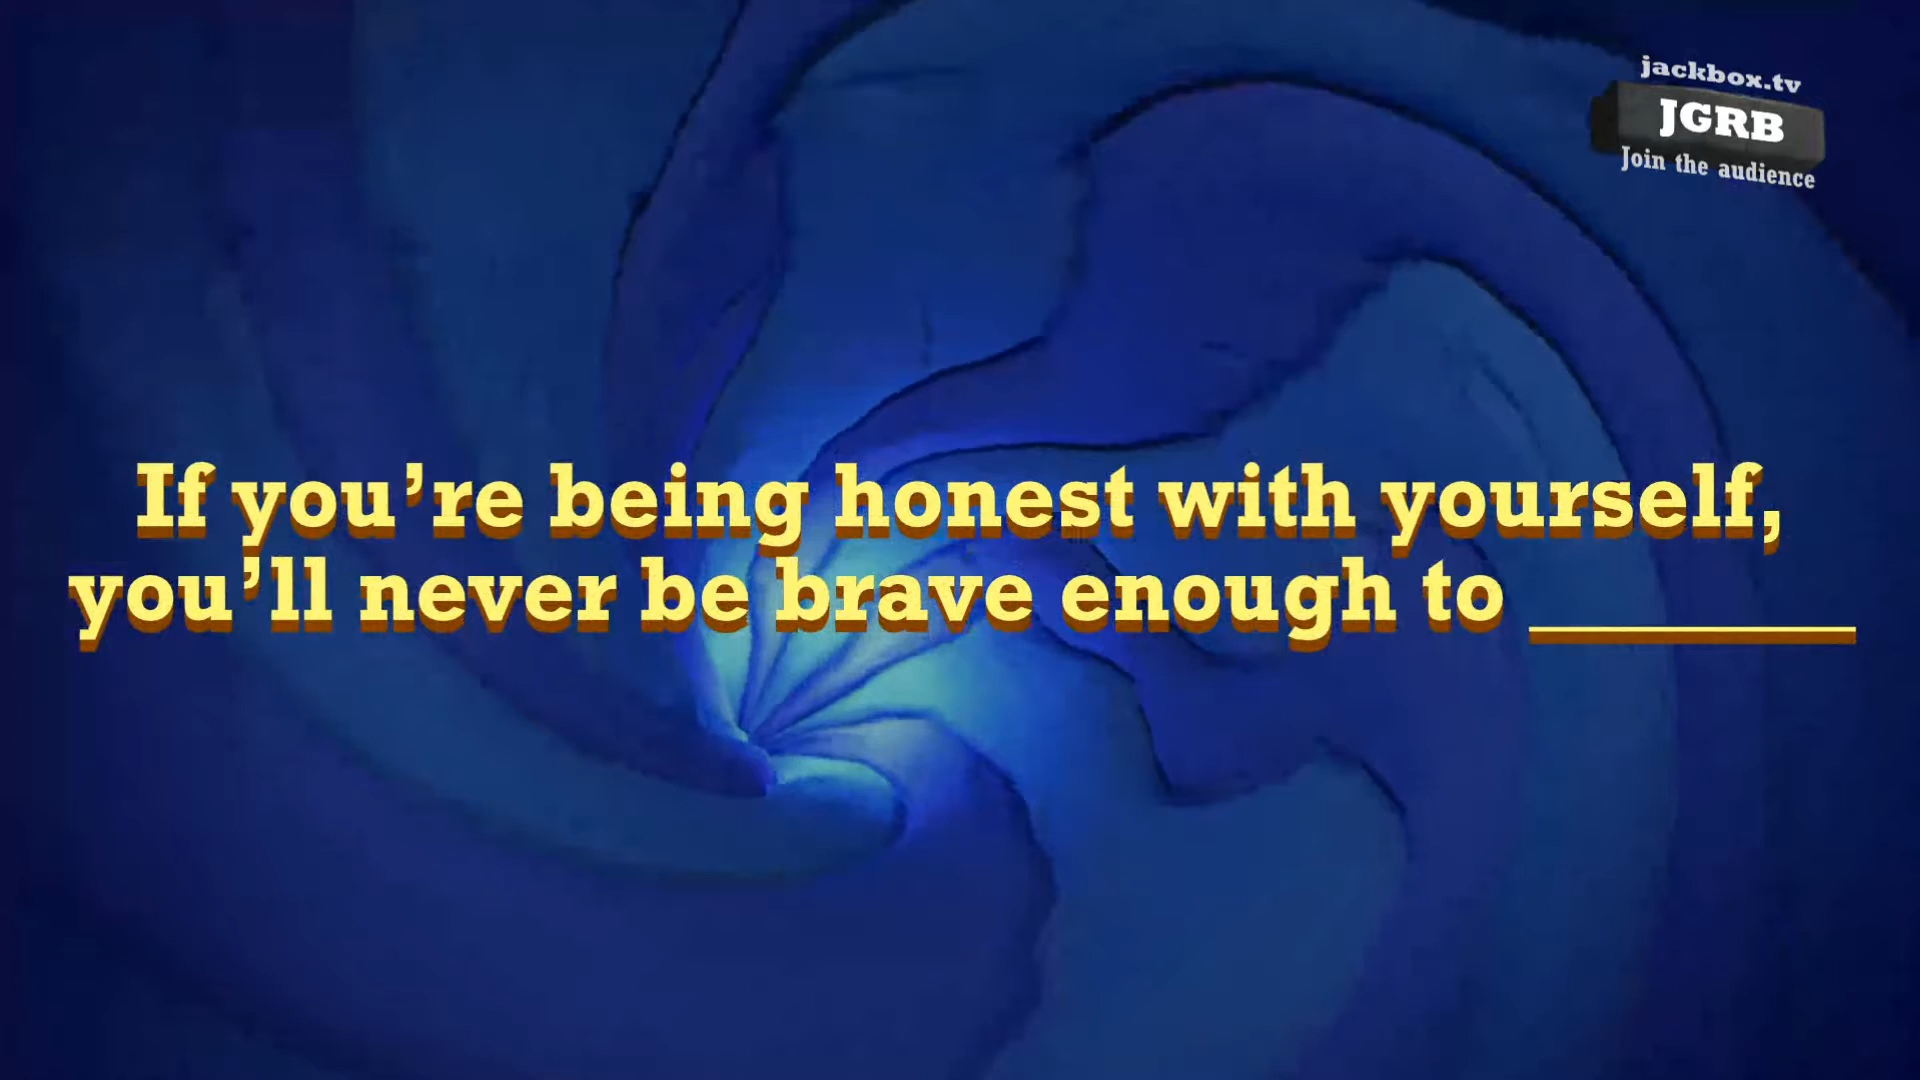 jackbox.tv
JGRB
Join the audience
If you’re being honest with yourself,
you’ll never be brave enough to ________